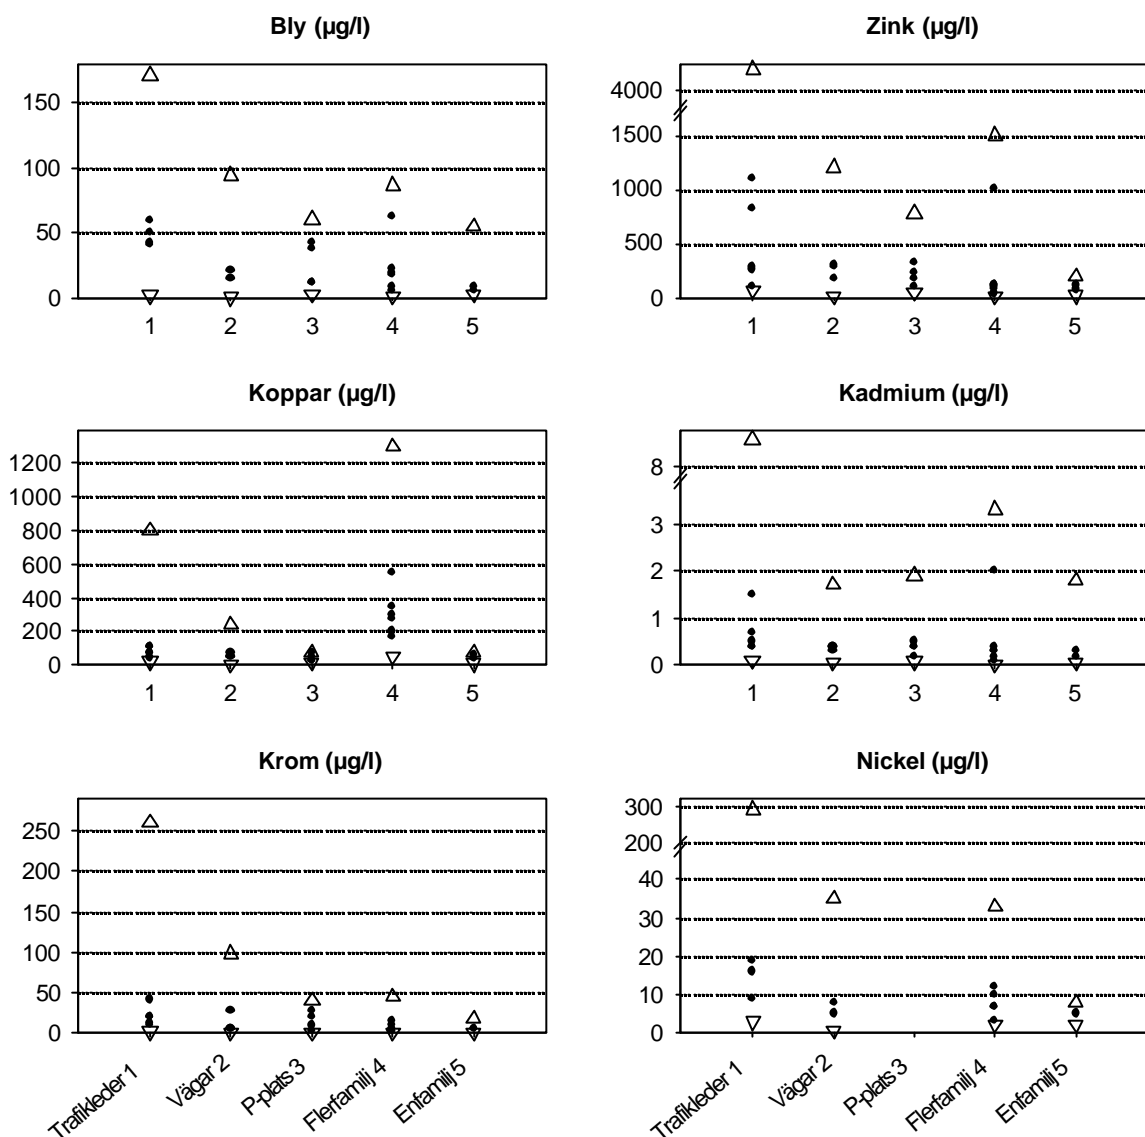 Bly (µg/l)
150
100
50
0
1 2 3 4 5
Zink (µg/l)
4000
1500
1000
500
0
1 2 3 4 5
Koppar (µg/l)
1200
1000
800
600
400
200
0
1 2 3 4 5
Kadmium (µg/l)
8
3
2
1
0
1 2 3 4 5
Krom (µg/l)
250
200
150
100
50
0
Trafikleder 1
Vägar 2
P-plats 3
Flerfamilj 4
Enfamilj 5
Nickel (µg/l)
300
200
40
30
20
10
0
Trafikleder 1
Vägar 2
P-plats 3
Flerfamilj 4
Enfamilj 5